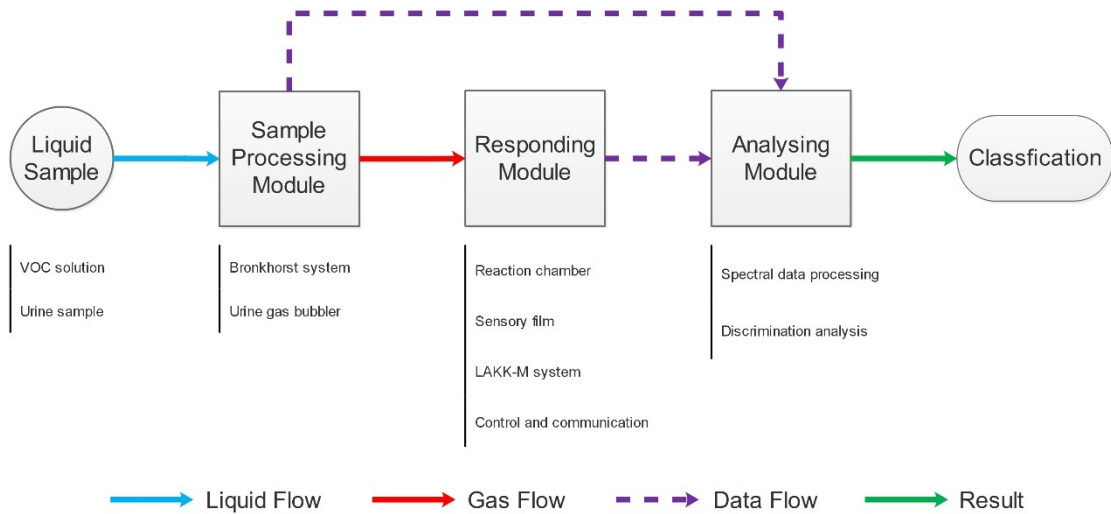 Liquid
Sample
Sample
Processing
Module
Responding
Module
Analysing
Module
Classfication
VOC solution
Urine sample
Bronkhorst system
Urine gas bubbler
Reaction chamber
Sensory film
LAKK-M system
Control and communication
Spectral data processing
Discrimination analysis
Liquid Flow
Gas Flow
Data Flow
Result